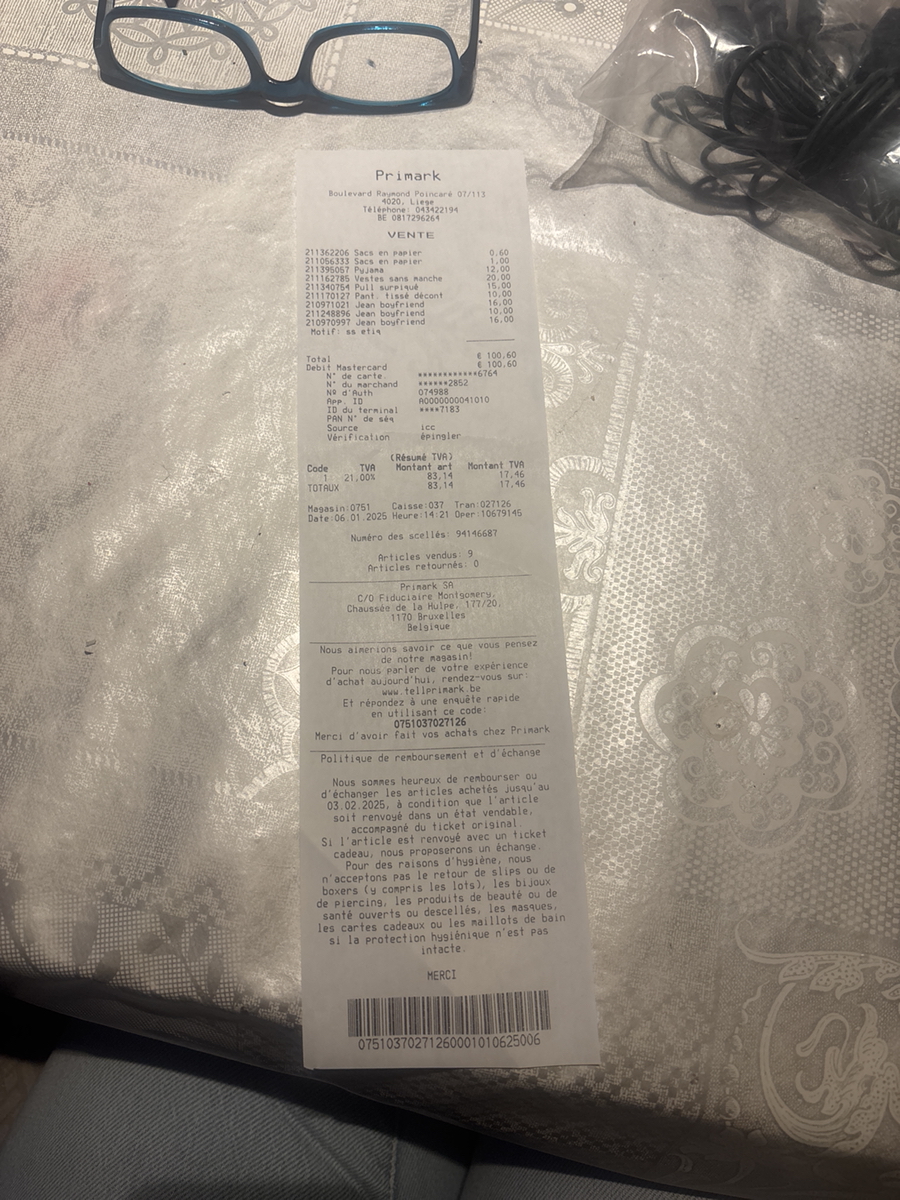 Primark
Boulevard Raymond Poincaré 07/113
4020, Liege
Téléphone: 043422194
BE 0817296264
VENTE
211362206 Sacs en papier 0,60
211056333 Sacs en papier 1,00
211395057 Pyjama 12,00
211162785 Vestes sans manche 20,00
211340754 Pull surpiqué 15,00
211170127 Pant. tissé décont 10,00
210971021 Jean boyfriend 16,00
211248896 Jean boyfriend 10,00
210970997 Jean boyfriend 16,00
Motif: ss etiq
Total € 100,60
Debit Mastercard € 100,60
N° de carte. ************6764
N° du marchand ******2852
Nº d'Auth 074988
App. ID A0000000041010
ID du terminal ****7183
PAN N° de séq
Source icc
Vérification épingler
(Résumé TVA)
Code TVA Montant art Montant TVA
1 21.00% 83,14 17,46
TOTAUX 83,14 17,46
Magasin:0751 Caisse:037 Tran:027126
Date:06.01.2025 Heure:14:21 Oper:10679145
Numéro des scellés: 94146687
Articles vendus: 9
Articles retournés: 0
Primark SA
C/O Fiduciaire Montgomery,
Chaussée de la Hulpe, 177/20,
1170 Bruxelles
Belgique
Nous aimerions savoir ce que vous pensez
de notre magasin!
Pour nous parler de votre expérience
d'achat aujourd'hui, rendez-vous sur:
www.tellprimark.be
Et répondez à une enquête rapide
en utilisant ce code:
0751037027126
Merci d'avoir fait vos achats chez Primark
Politique de remboursement et d'échange
Nous sommes heureux de rembourser ou
d'échanger les articles achetés jusqu'au
03.02.2025, à condition que l'article
soit renvoyé dans un état vendable,
accompagné du ticket original.
Si l'article est renvoyé avec un ticket
cadeau, nous proposerons un échange.
Pour des raisons d'hygiène, nous
n'acceptons pas le retour de slips ou de
boxers (y compris les lots), les bijoux
de piercing, les produits de beauté ou de
santé ouverts ou descellés, les masques,
les cartes cadeaux ou les maillots de bain
si la protection hygiénique n'est pas
intacte.
MERCI
0751037027126000101062​5006